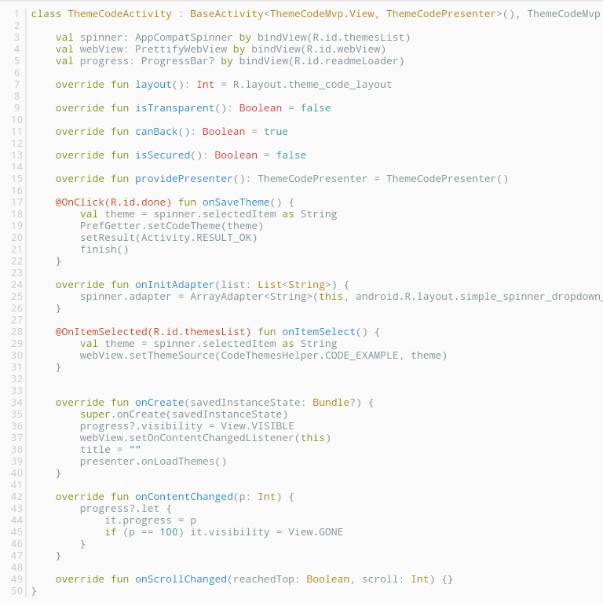 1 class ThemeCodeActivity : BaseActivity<ThemeCodeMvp.View, ThemeCodePresenter>(), ThemeCodeMvp
2
3 val spinner: AppCompatSpinner by bindView(R.id.themesList)
4 val webView: PrettifyWebView by bindView(R.id.webView)
5 val progress: ProgressBar? by bindView(R.id.readmeLoader)
6
7 override fun layout(): Int = R.layout.theme_code_layout
8
9 override fun isTransparent(): Boolean = false
10
11 override fun canBack(): Boolean = true
12
13 override fun isSecured(): Boolean = false
14
15 override fun providePresenter(): ThemeCodePresenter = ThemeCodePresenter()
16
17 @OnClick(R.id.done) fun onSaveTheme() {
18 val theme = spinner.selectedItem as String
19 PrefGetter.setCodeTheme(theme)
20 setResult(Activity.RESULT_OK)
21 finish()
22 }
23
24 override fun onInitAdapter(list: List<String>) {
25 spinner.adapter = ArrayAdapter<String>(this, android.R.layout.simple_spinner_dropdown_
26 }
27
28 @OnItemSelected(R.id.themesList) fun onItemSelect() {
29 val theme = spinner.selectedItem as String
30 webView.setThemeSource(CodeThemesHelper.CODE_EXAMPLE, theme)
31 }
32
33
34 override fun onCreate(savedInstanceState: Bundle?) {
35 super.onCreate(savedInstanceState)
36 progress?.visibility = View.VISIBLE
37 webView.setOnContentChangedListener(this)
38 title = ""
39 presenter.onLoadThemes()
40 }
41
42 override fun onContentChanged(p: Int) {
43 progress?.let {
44 it.progress = p
45 if (p == 100) it.visibility = View.GONE
46 }
47 }
48
49 override fun onScrollChanged(reachedTop: Boolean, scroll: Int) {}
50 }